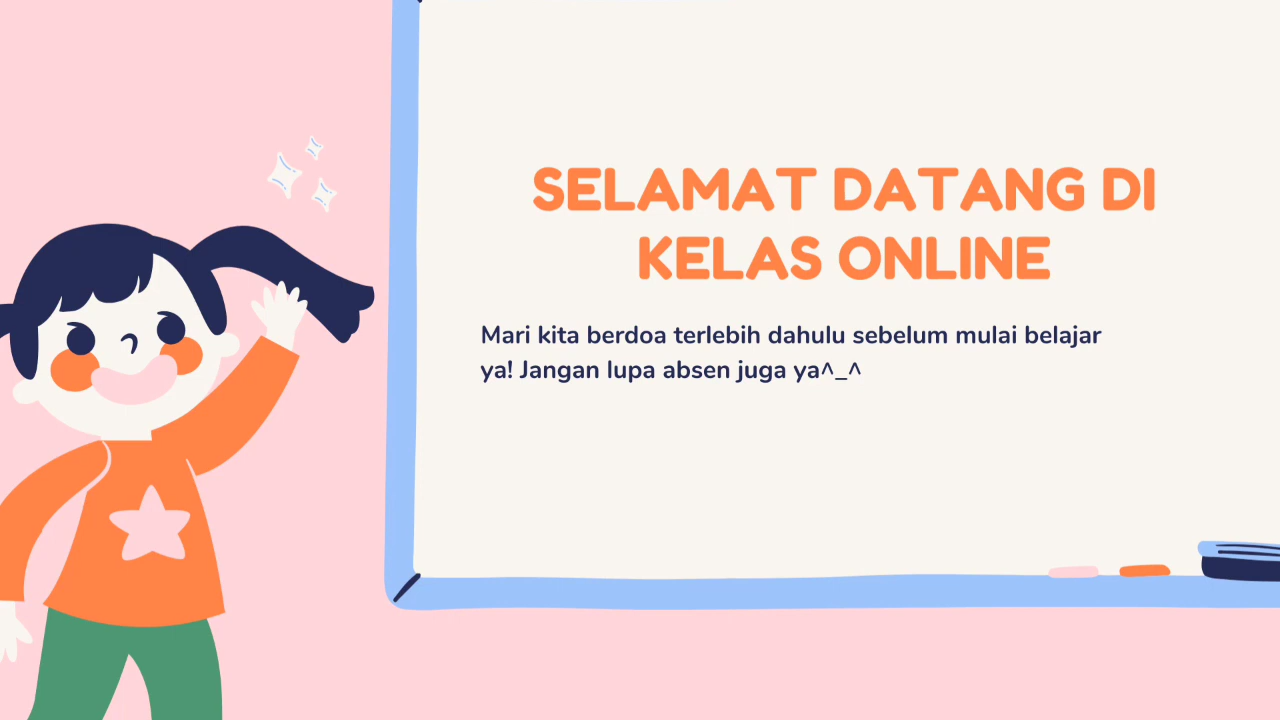 SELAMAT DATANG DI
KELAS ONLINE
Mari kita berdoa terlebih dahulu sebelum mulai belajar
ya! Jangan lupa absen juga ya^_^